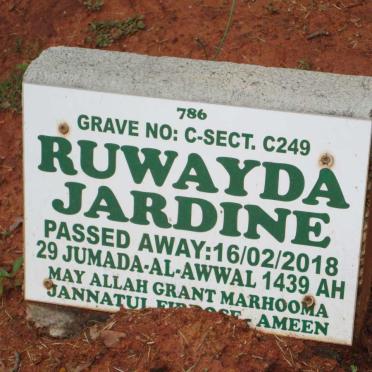 786
GRAVE NO: C-SECT. C249
RUWAYDA
JARDINE
PASSED AWAY:16/02/2018
29 JUMADA-AL-AWWAL 1439 AH
MAY ALLAH GRANT MARHOOMA
JANNATUL FIRDOSE - AMEEN